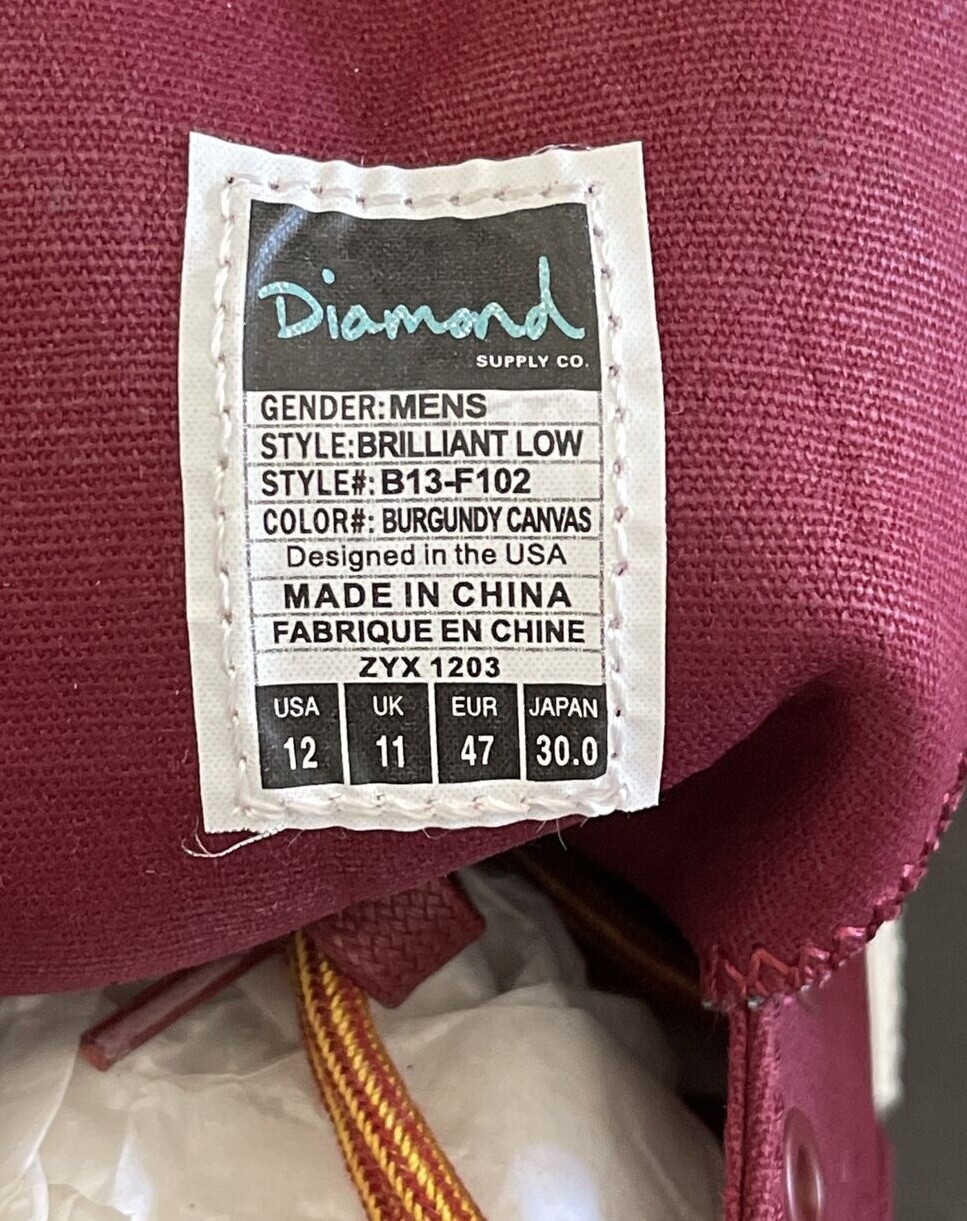 Diamond
SUPPLY CO.
GENDER:MENS
STYLE:BRILLIANT LOW
STYLE#:B13-F102
COLOR#: BURGUNDY CANVAS
Designed in the USA
MADE IN CHINA
FABRIQUE EN CHINE
ZYX 1203
USA UK EUR JAPAN
12 11 47 30.0